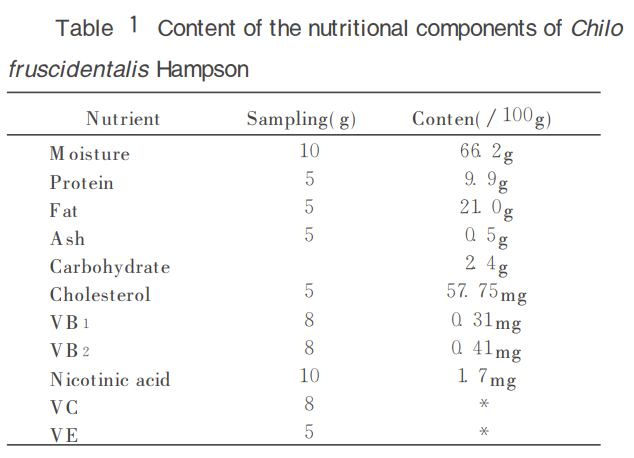 Table 1 Content of the nutritional components of Chilo
fruscidentalis Hampson
Nutrient Sampling(g) Conten(/100g)
Moisture 10 66.2g
Protein 5 9.9g
Fat 5 21.0g
Ash 5 0.5g
Carbohydrate 2.4g
Cholesterol 5 57.75mg
VB1 8 0.31mg
VB2 8 0.41mg
Nicotinic acid 10 1.7mg
VC 8 *
VE 5 *